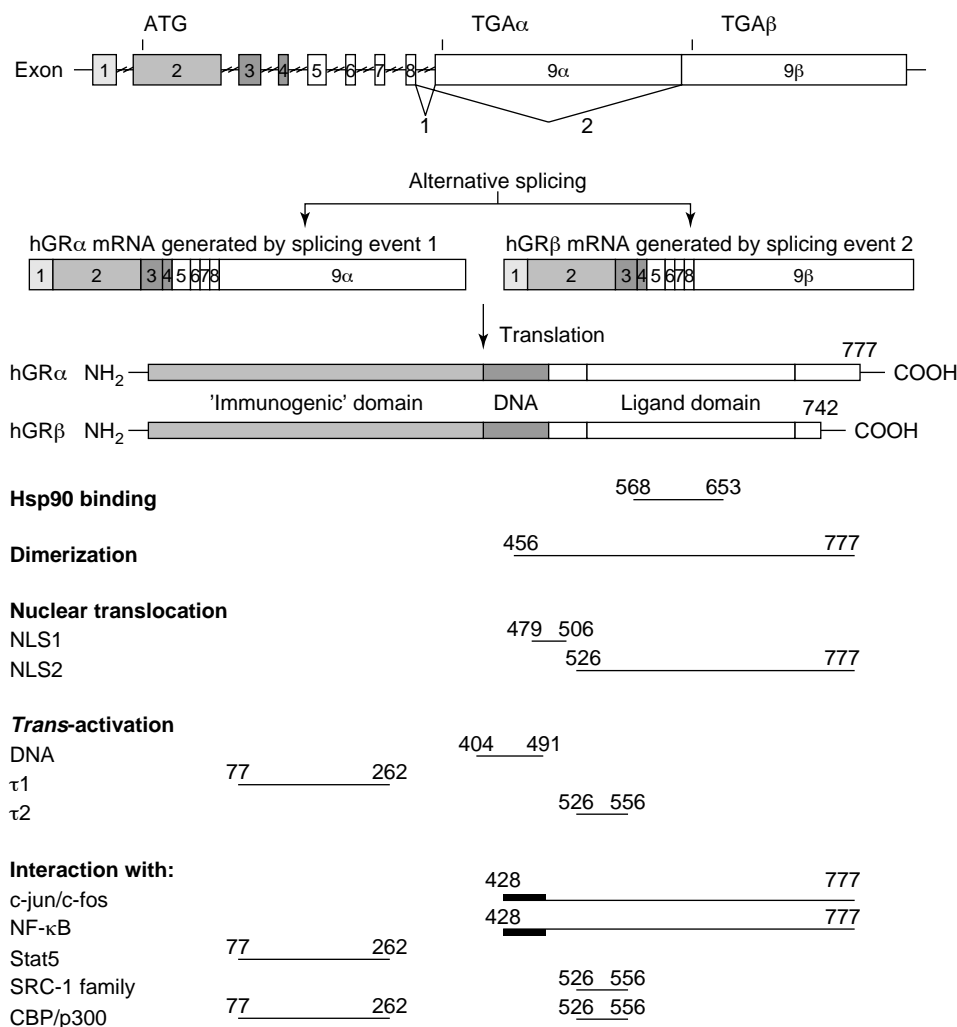 ATG TGAα TGAβ
Exon 1 2 3 4 5 6 7 8 9α 9β
1 2
Alternative splicing
hGRα mRNA generated by splicing event 1 hGRβ mRNA generated by splicing event 2
1 2 3 4 5 6 7 8 9α 1 2 3 4 5 6 7 8 9β
Translation
777
hGRα NH2 COOH
'Immunogenic' domain DNA Ligand domain 742
hGRβ NH2 COOH
Hsp90 binding 568 653
Dimerization 456 777
Nuclear translocation
NLS1 479 506
NLS2 526 777
Trans-activation
DNA 404 491
τ1 77 262
τ2 526 556
Interaction with:
c-jun/c-fos 428 777
NF-κB 428 777
Stat5 77 262
SRC-1 family 526 556
CBP/p300 77 262 526 556